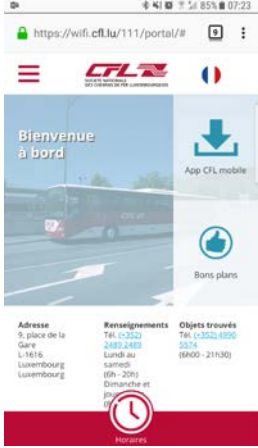 85% 07:23
https://wifi.cfl.lu/111/portal/#
9
CFL
SOCIÉTÉ NATIONALE
DES CHEMINS DE FER LUXEMBOURGEOIS
Bienvenue
à bord
App CFL mobile
Bons plans
Adresse
9, place de la
Gare
L-1616
Luxembourg
Luxembourg
Renseignements
Tél. (+352)
2489 2489
Lundi au
samedi
(6h - 20h)
Dimanche et
Objets trouvés
Tél. (+352) 4990
5574
(6h00 - 21h30)
Horaires